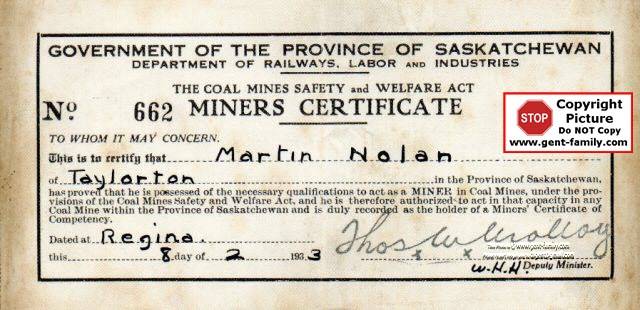 GOVERNMENT OF THE PROVINCE OF SASKATCHEWAN
DEPARTMENT OF RAILWAYS, LABOR AND INDUSTRIES
THE COAL MINES SAFETY and WELFARE ACT
No. 662 MINERS CERTIFICATE
TO WHOM IT MAY CONCERN.
This is to certify that Martin Nolan
of Taylorton in the Province of Saskatchewan,
has proved that he is possessed of the necessary qualifications to act as a MINER in Coal Mines, under the pro-
visions of the Coal Mines Safety and Welfare Act, and he is therefore authorized to act in that capacity in any
Coal Mine within the Province of Saskatchewan and is duly recorded as the holder of a Miners' Certificate of
Competency.
Dated at Regina.
this 8 day of 2 1933
Thos
W.H.H. Deputy Minister.
STOP
Copyright
Picture
Do NOT Copy
www.gent-family.com